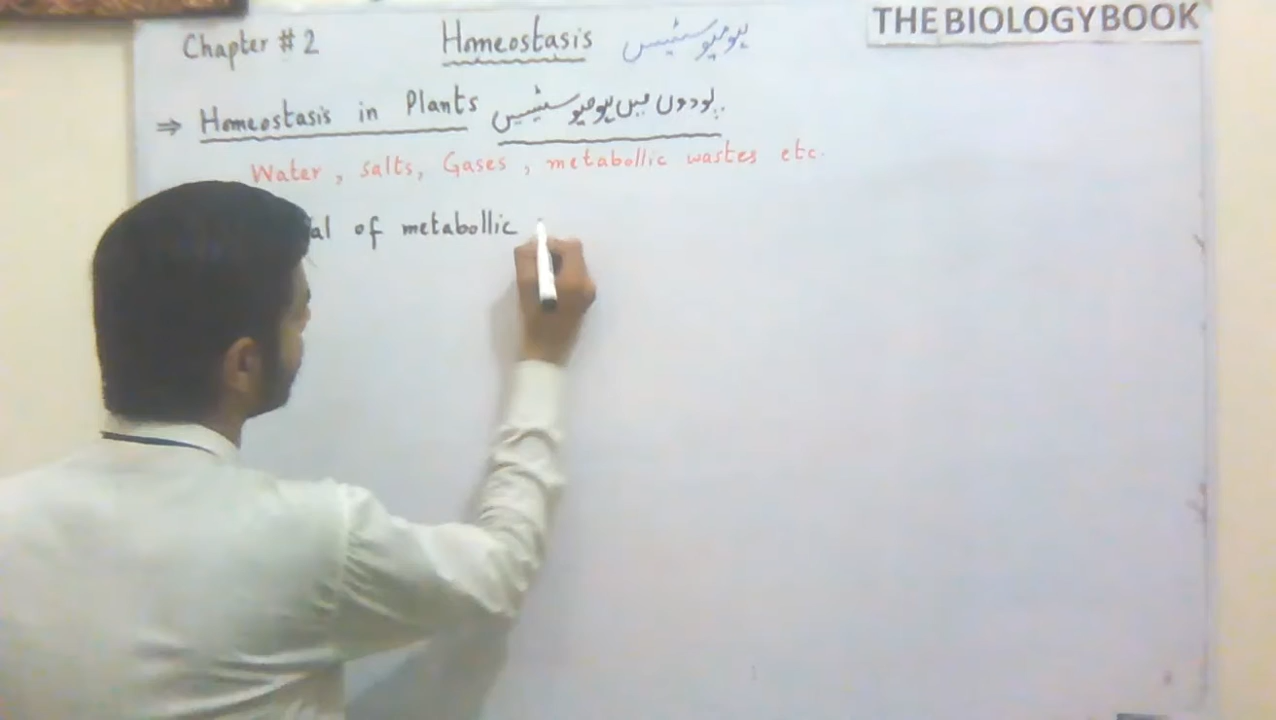 THE BIOLOGY BOOK
Chapter # 2 Homeostasis ہومیوسٹیسس
⇒ Homeostasis in Plants پودوں میں ہومیوسٹیسس
Water, salts, Gases, metabollic wastes etc.
al of metabollic